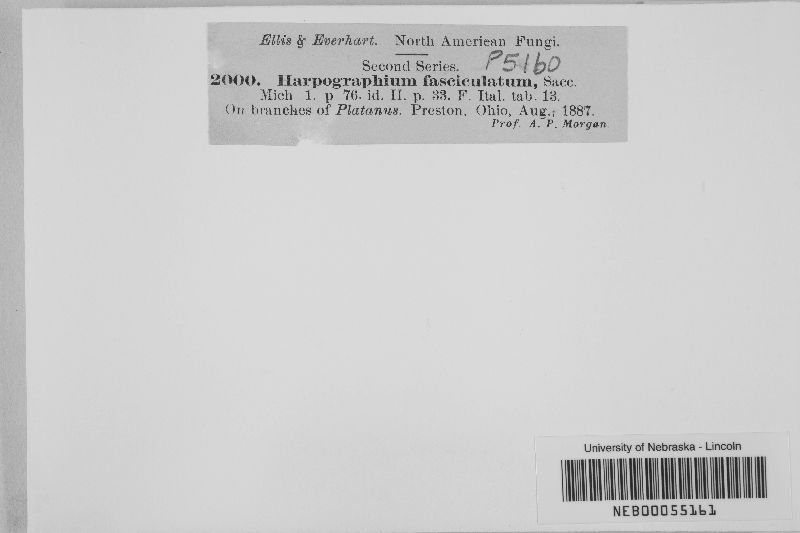 Ellis & Everhart. North American Fungi.
Second Series. P5160
2000. Harpographium fasciculatum, Sacc.
Mich 1. p 76. id. II. p. 33. F. Ital. tab. 13.
On branches of Platanus. Preston, Ohio, Aug., 1887.
Prof. A. P. Morgan
University of Nebraska - Lincoln
NEB00055161